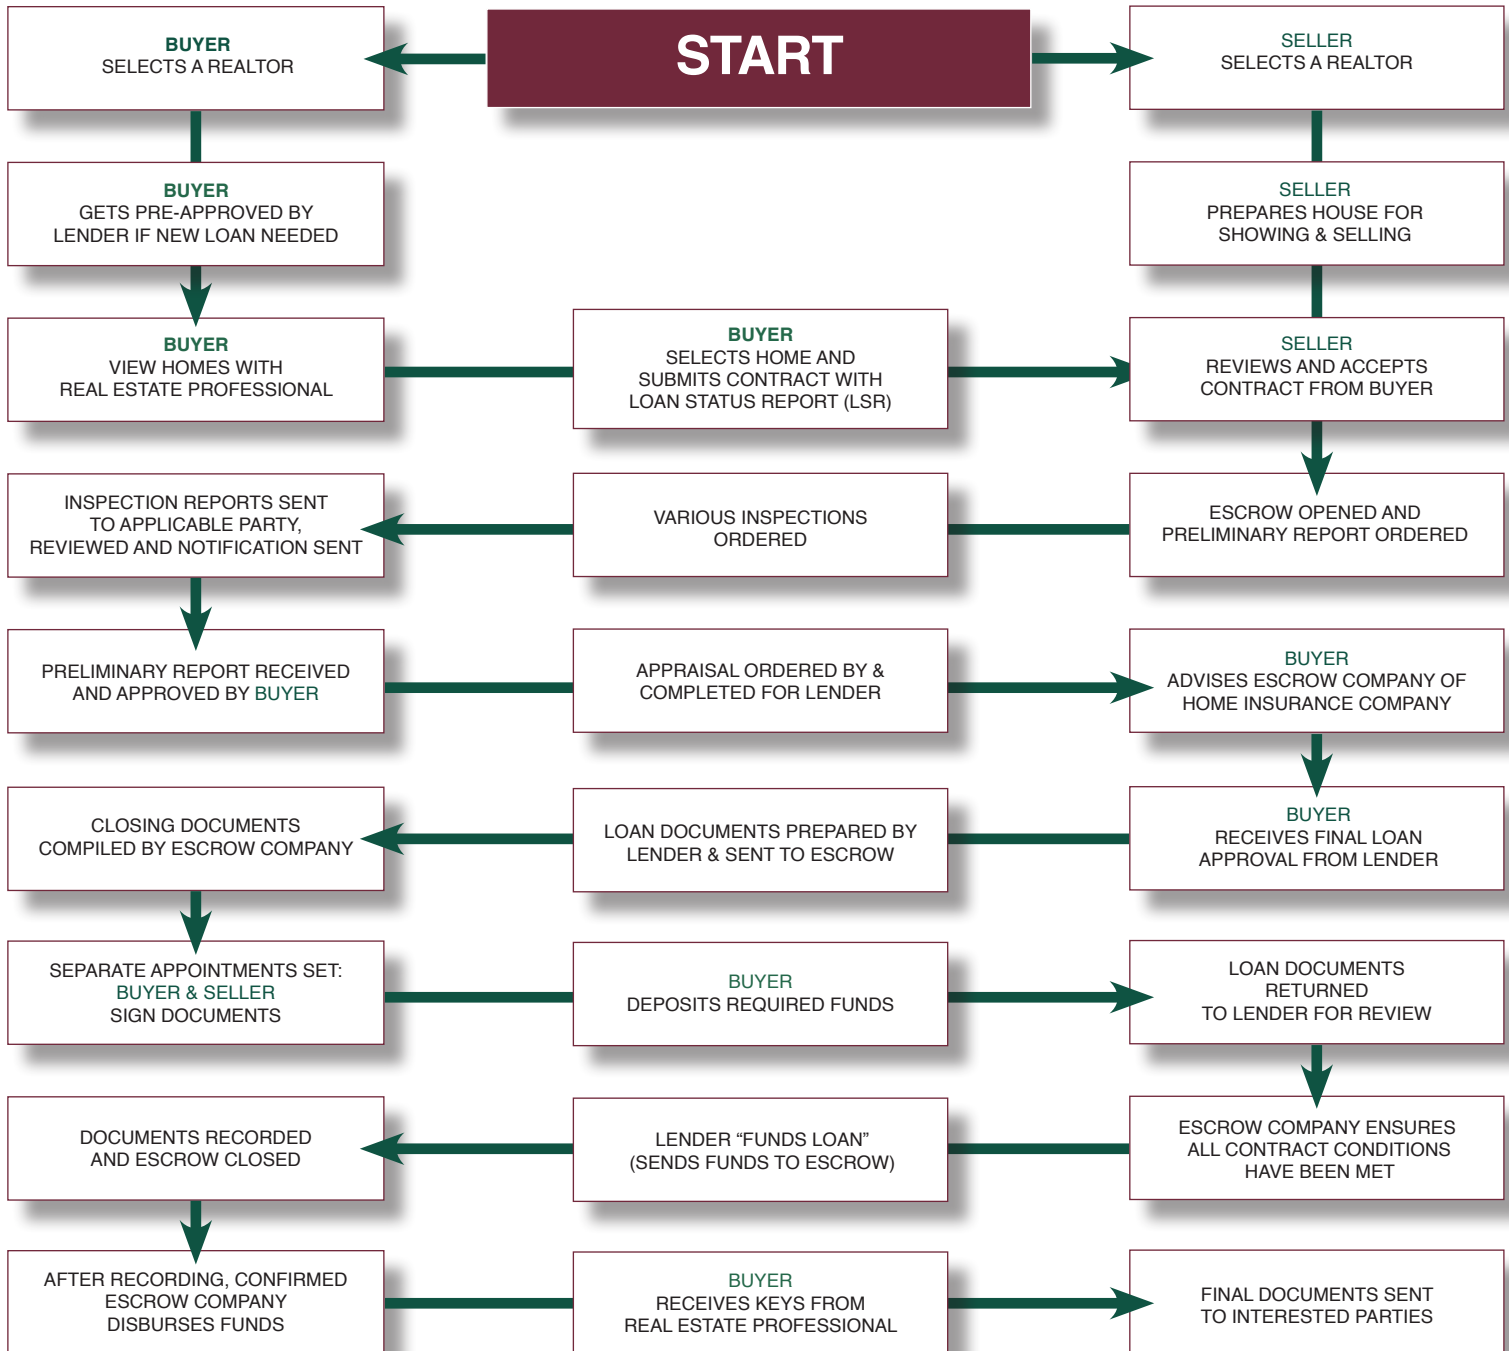 START
BUYER
SELECTS A REALTOR
SELLER
SELECTS A REALTOR
BUYER
GETS PRE-APPROVED BY
LENDER IF NEW LOAN NEEDED
SELLER
PREPARES HOUSE FOR
SHOWING & SELLING
BUYER
VIEW HOMES WITH
REAL ESTATE PROFESSIONAL
BUYER
SELECTS HOME AND
SUBMITS CONTRACT WITH
LOAN STATUS REPORT (LSR)
SELLER
REVIEWS AND ACCEPTS
CONTRACT FROM BUYER
ESCROW OPENED AND
PRELIMINARY REPORT ORDERED
VARIOUS INSPECTIONS
ORDERED
INSPECTION REPORTS SENT
TO APPLICABLE PARTY,
REVIEWED AND NOTIFICATION SENT
PRELIMINARY REPORT RECEIVED
AND APPROVED BY BUYER
APPRAISAL ORDERED BY &
COMPLETED FOR LENDER
BUYER
ADVISES ESCROW COMPANY OF
HOME INSURANCE COMPANY
BUYER
RECEIVES FINAL LOAN
APPROVAL FROM LENDER
LOAN DOCUMENTS PREPARED BY
LENDER & SENT TO ESCROW
CLOSING DOCUMENTS
COMPILED BY ESCROW COMPANY
SEPARATE APPOINTMENTS SET:
BUYER & SELLER
SIGN DOCUMENTS
BUYER
DEPOSITS REQUIRED FUNDS
LOAN DOCUMENTS
RETURNED
TO LENDER FOR REVIEW
ESCROW COMPANY ENSURES
ALL CONTRACT CONDITIONS
HAVE BEEN MET
LENDER “FUNDS LOAN”
(SENDS FUNDS TO ESCROW)
DOCUMENTS RECORDED
AND ESCROW CLOSED
AFTER RECORDING, CONFIRMED
ESCROW COMPANY
DISBURSES FUNDS
BUYER
RECEIVES KEYS FROM
REAL ESTATE PROFESSIONAL
FINAL DOCUMENTS SENT
TO INTERESTED PARTIES